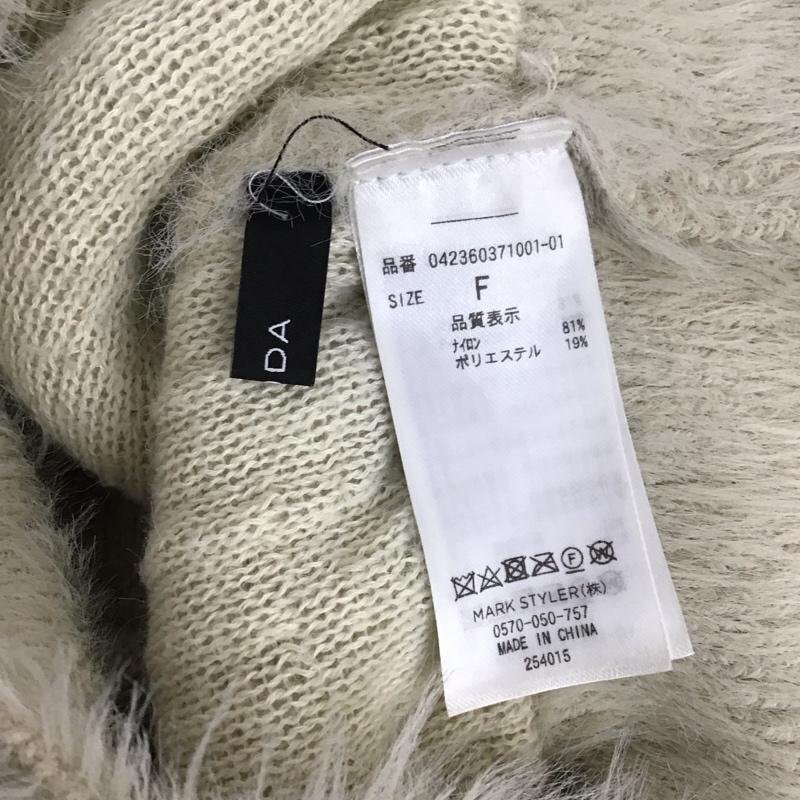 DA
品番 042360371001-01
SIZE F
品質表示
ナイロン 81%
ポリエステル 19%
MARK STYLER(株)
0570-050-757
MADE IN CHINA
254015